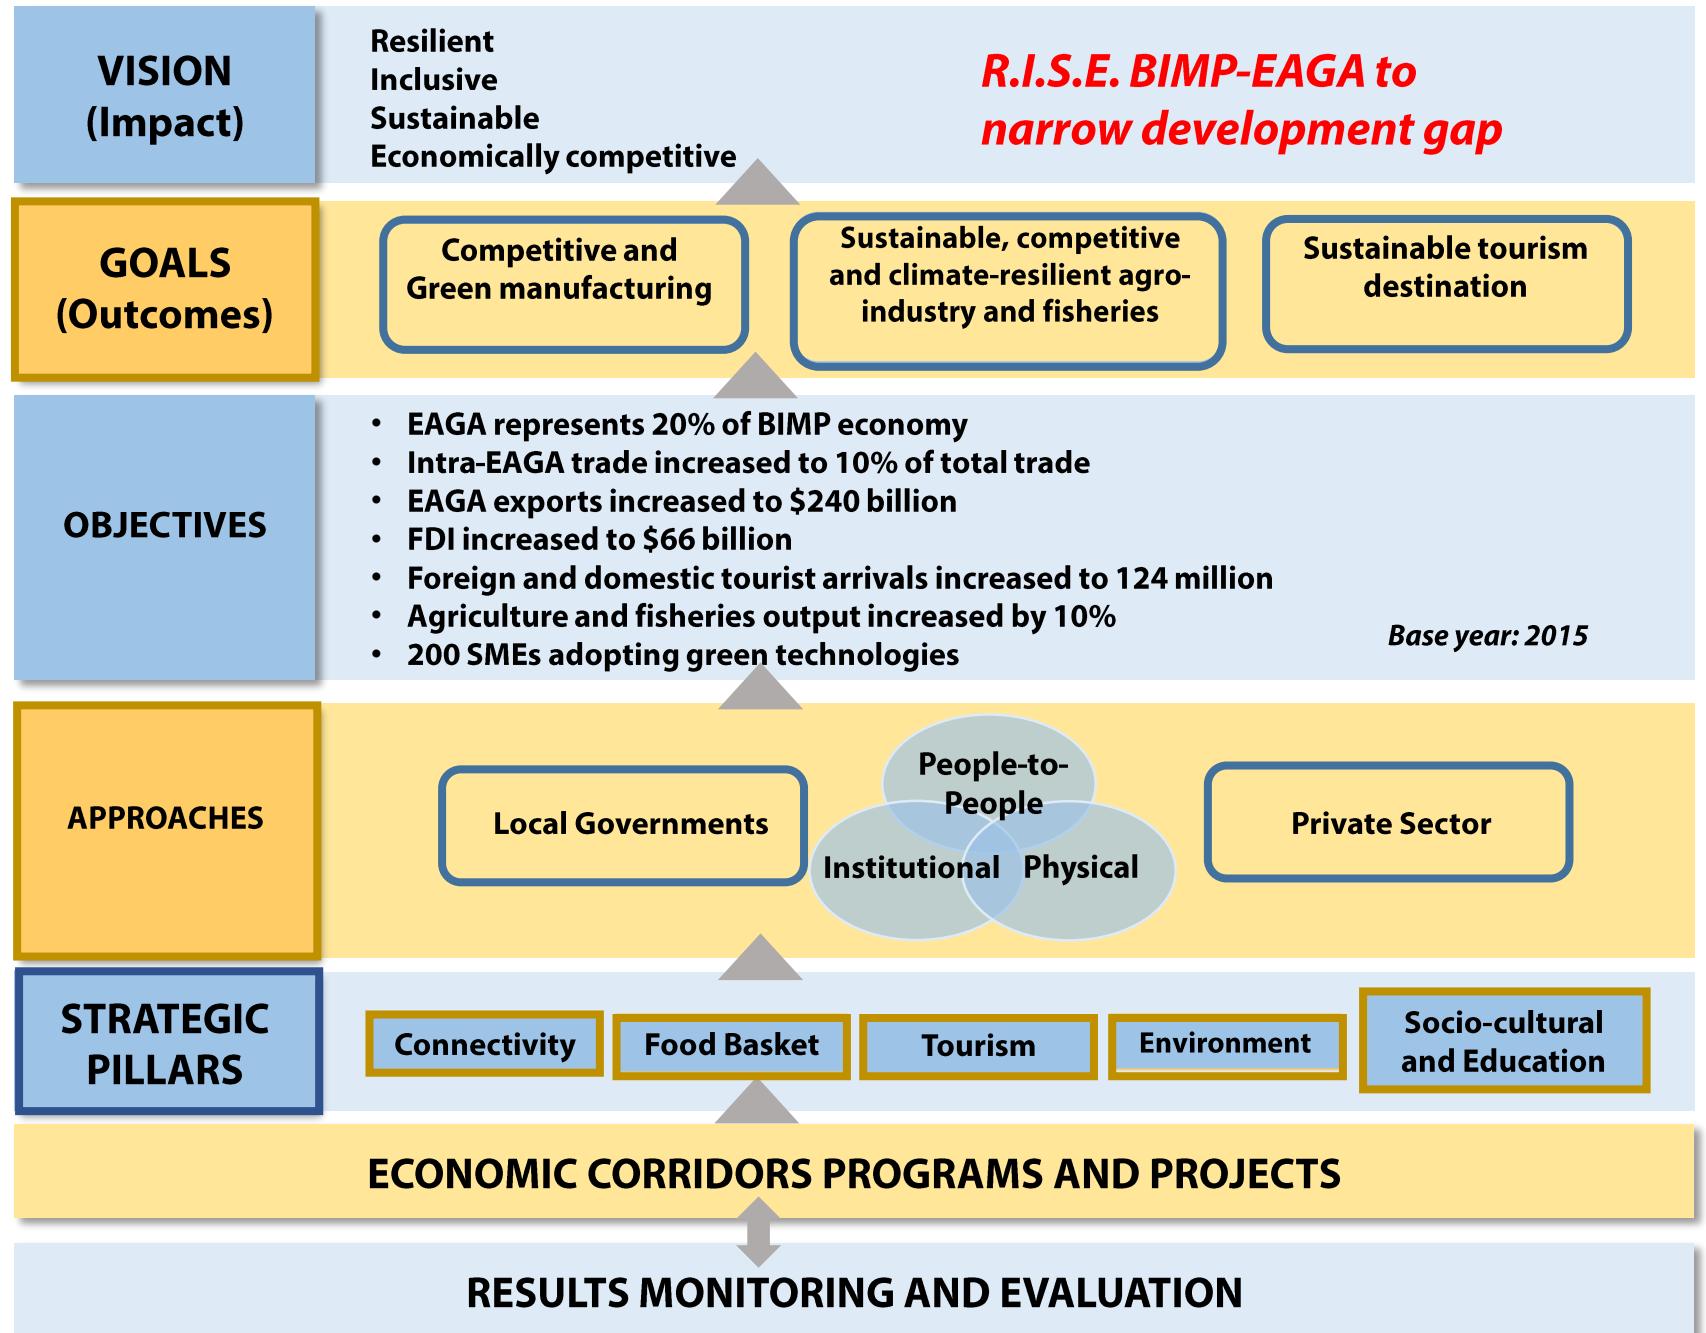 VISION
(Impact)
Resilient
Inclusive
Sustainable
Economically competitive
R.I.S.E. BIMP-EAGA to
narrow development gap
GOALS
(Outcomes)
Competitive and
Green manufacturing
Sustainable, competitive
and climate-resilient agro-
industry and fisheries
Sustainable tourism
destination
OBJECTIVES
• EAGA represents 20% of BIMP economy
• Intra-EAGA trade increased to 10% of total trade
• EAGA exports increased to $240 billion
• FDI increased to $66 billion
• Foreign and domestic tourist arrivals increased to 124 million
• Agriculture and fisheries output increased by 10%
• 200 SMEs adopting green technologies
Base year: 2015
APPROACHES
Local Governments
People-to-
People
Institutional
Physical
Private Sector
STRATEGIC
PILLARS
Connectivity
Food Basket
Tourism
Environment
Socio-cultural
and Education
ECONOMIC CORRIDORS PROGRAMS AND PROJECTS
RESULTS MONITORING AND EVALUATION